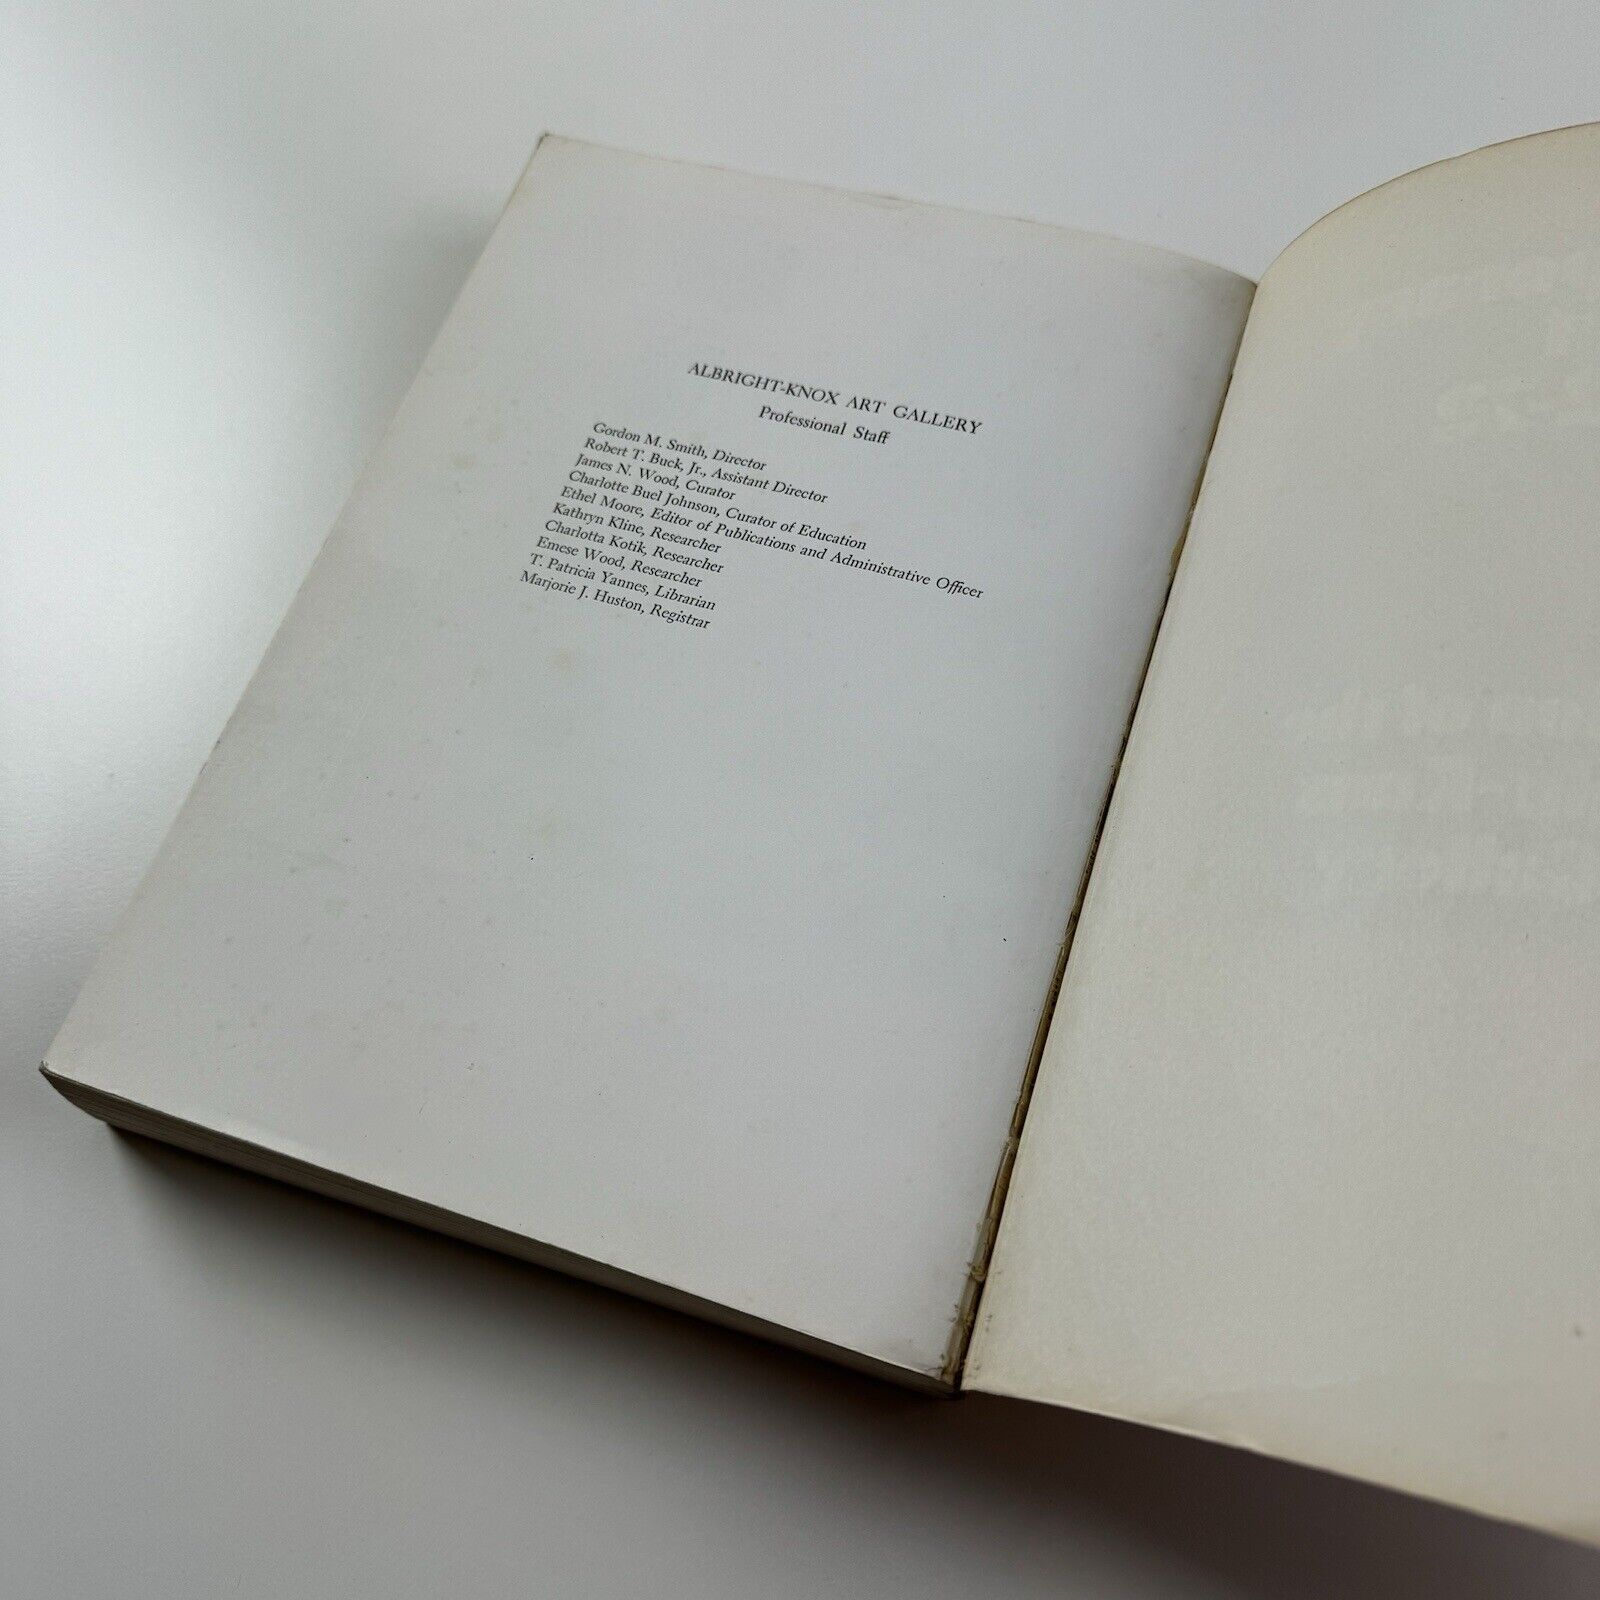 ALBRIGHT-KNOX ART GALLERY
Professional Staff
Gordon M. Smith, Director
Robert T. Buck, Jr., Assistant Director
James N. Wood, Curator
Charlotte Buel Johnson, Curator of Education
Ethel Moore, Editor of Publications and Administrative Officer
Kathryn Kline, Researcher
Charlotta Kotik, Researcher
Emese Wood, Researcher
T. Patricia Yannes, Librarian
Marjorie J. Huston, Registrar